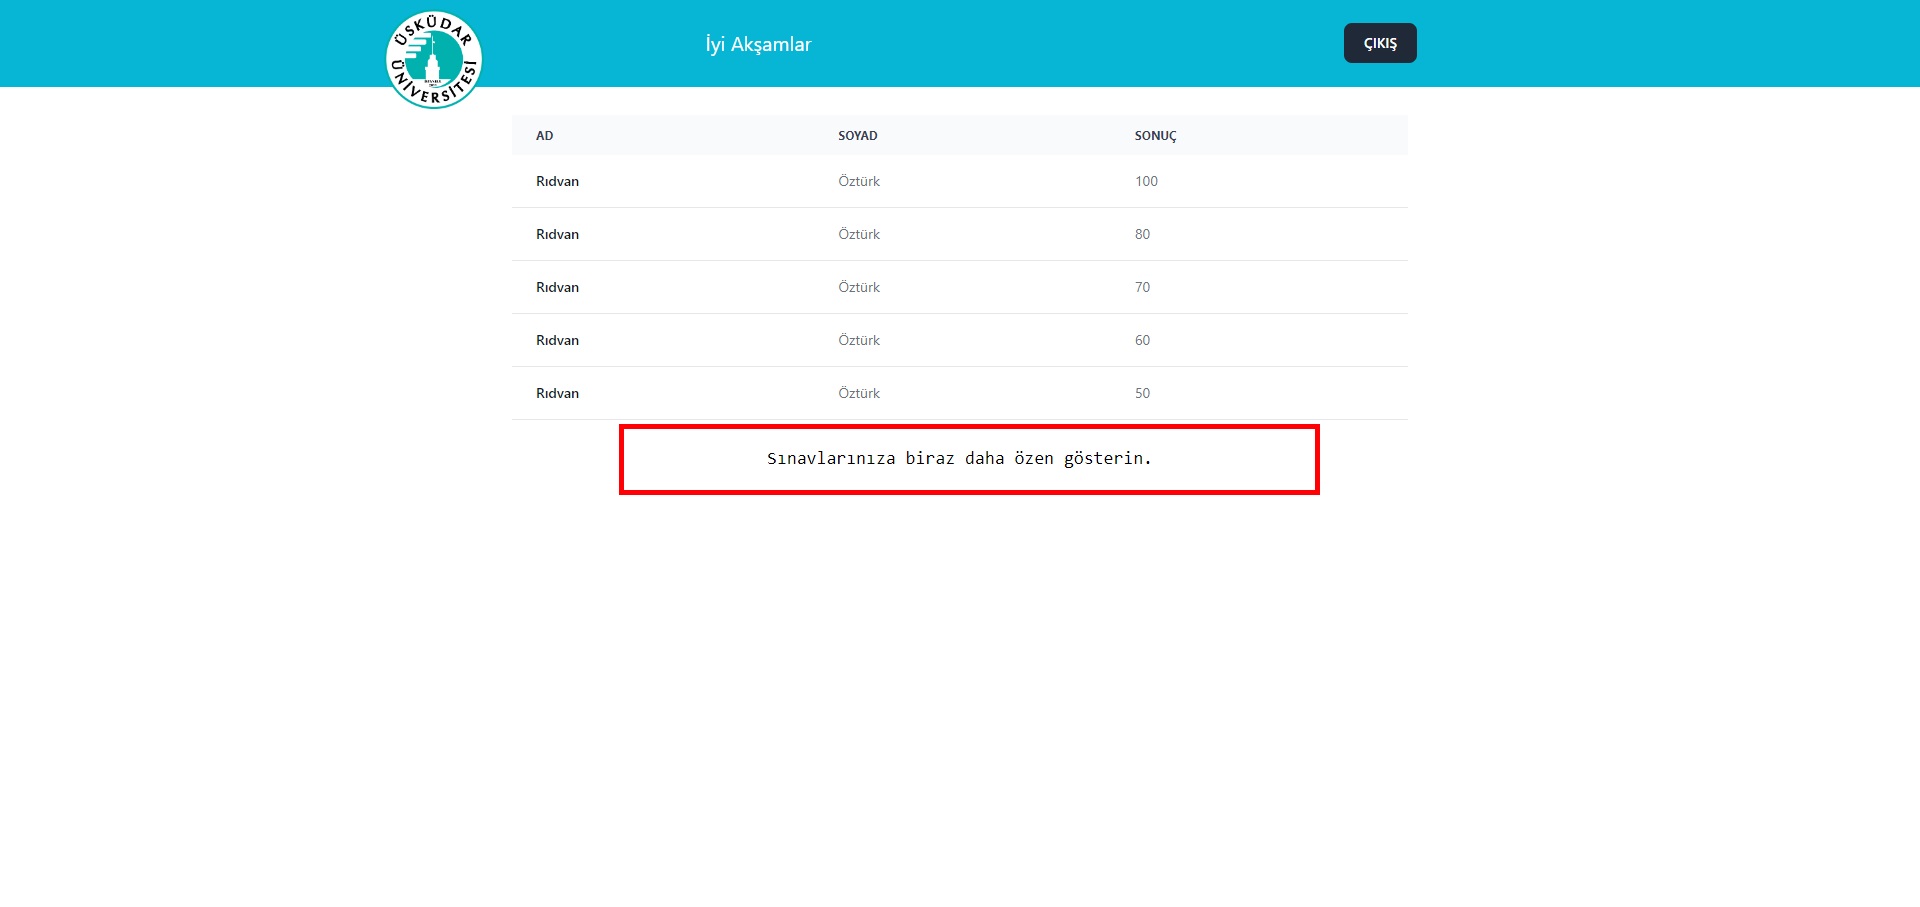 ÜSKÜDAR
ÜNİVERSİTESİ
İyi Akşamlar
ÇIKIŞ
AD SOYAD SONUÇ
Rıdvan Öztürk 100
Rıdvan Öztürk 80
Rıdvan Öztürk 70
Rıdvan Öztürk 60
Rıdvan Öztürk 50
Sınavlarınıza biraz daha özen gösterin.